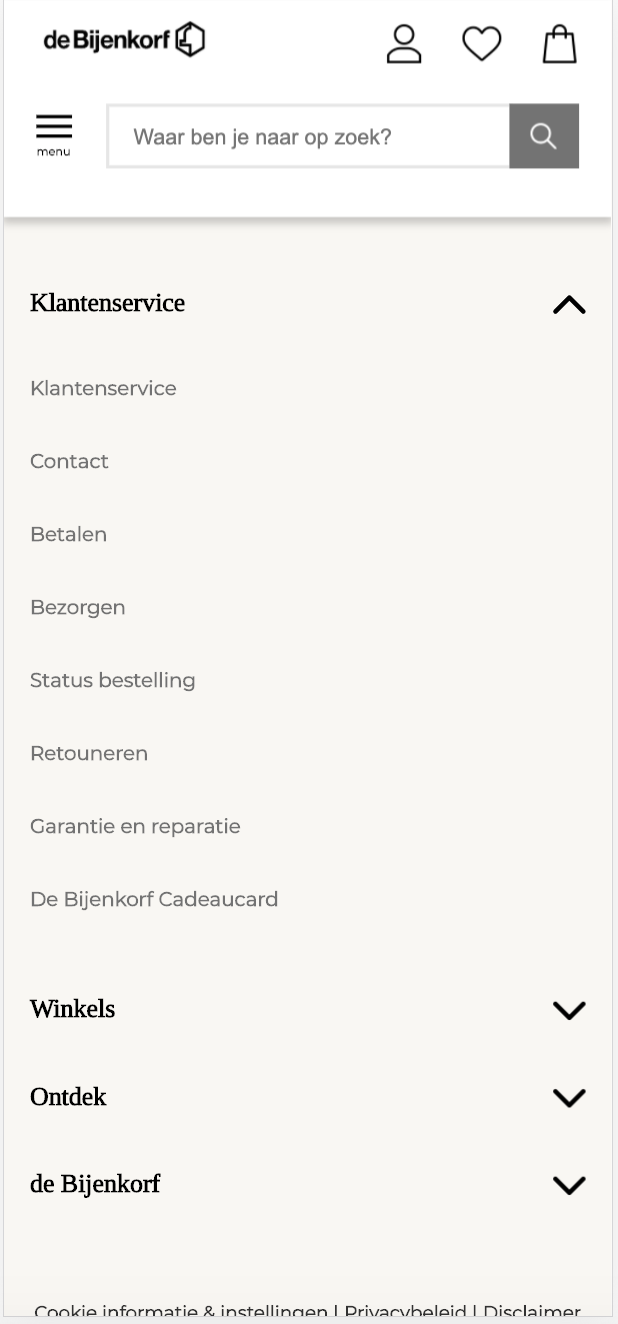 de Bijenkorf
menu
Waar ben je naar op zoek?
Klantenservice
Klantenservice
Contact
Betalen
Bezorgen
Status bestelling
Retouneren
Garantie en reparatie
De Bijenkorf Cadeaucard
Winkels
Ontdek
de Bijenkorf
Cookie informatie & instellingen | Privacybeleid | Disclaimer